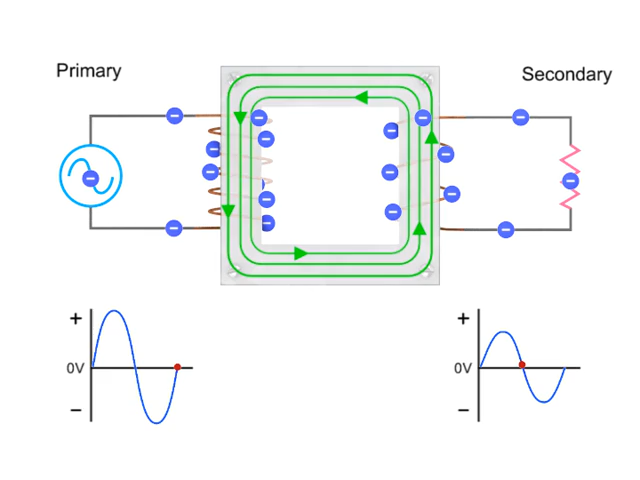 Primary
Secondary
+
0V
−
+
0V
−